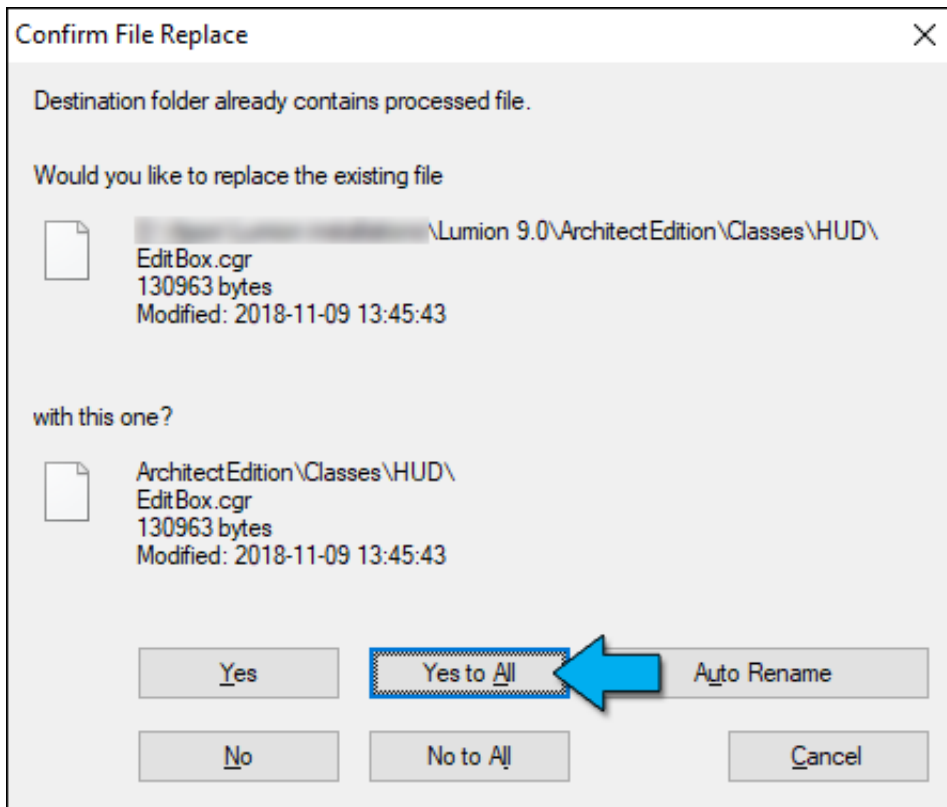 Confirm File Replace
Destination folder already contains processed file.
Would you like to replace the existing file
\Lumion 9.0\ArchitectEdition\Classes\HUD\
EditBox.cgr
130963 bytes
Modified: 2018-11-09 13:45:43
with this one?
ArchitectEdition\Classes\HUD\
EditBox.cgr
130963 bytes
Modified: 2018-11-09 13:45:43
Yes Yes to All Auto Rename
No No to All Cancel